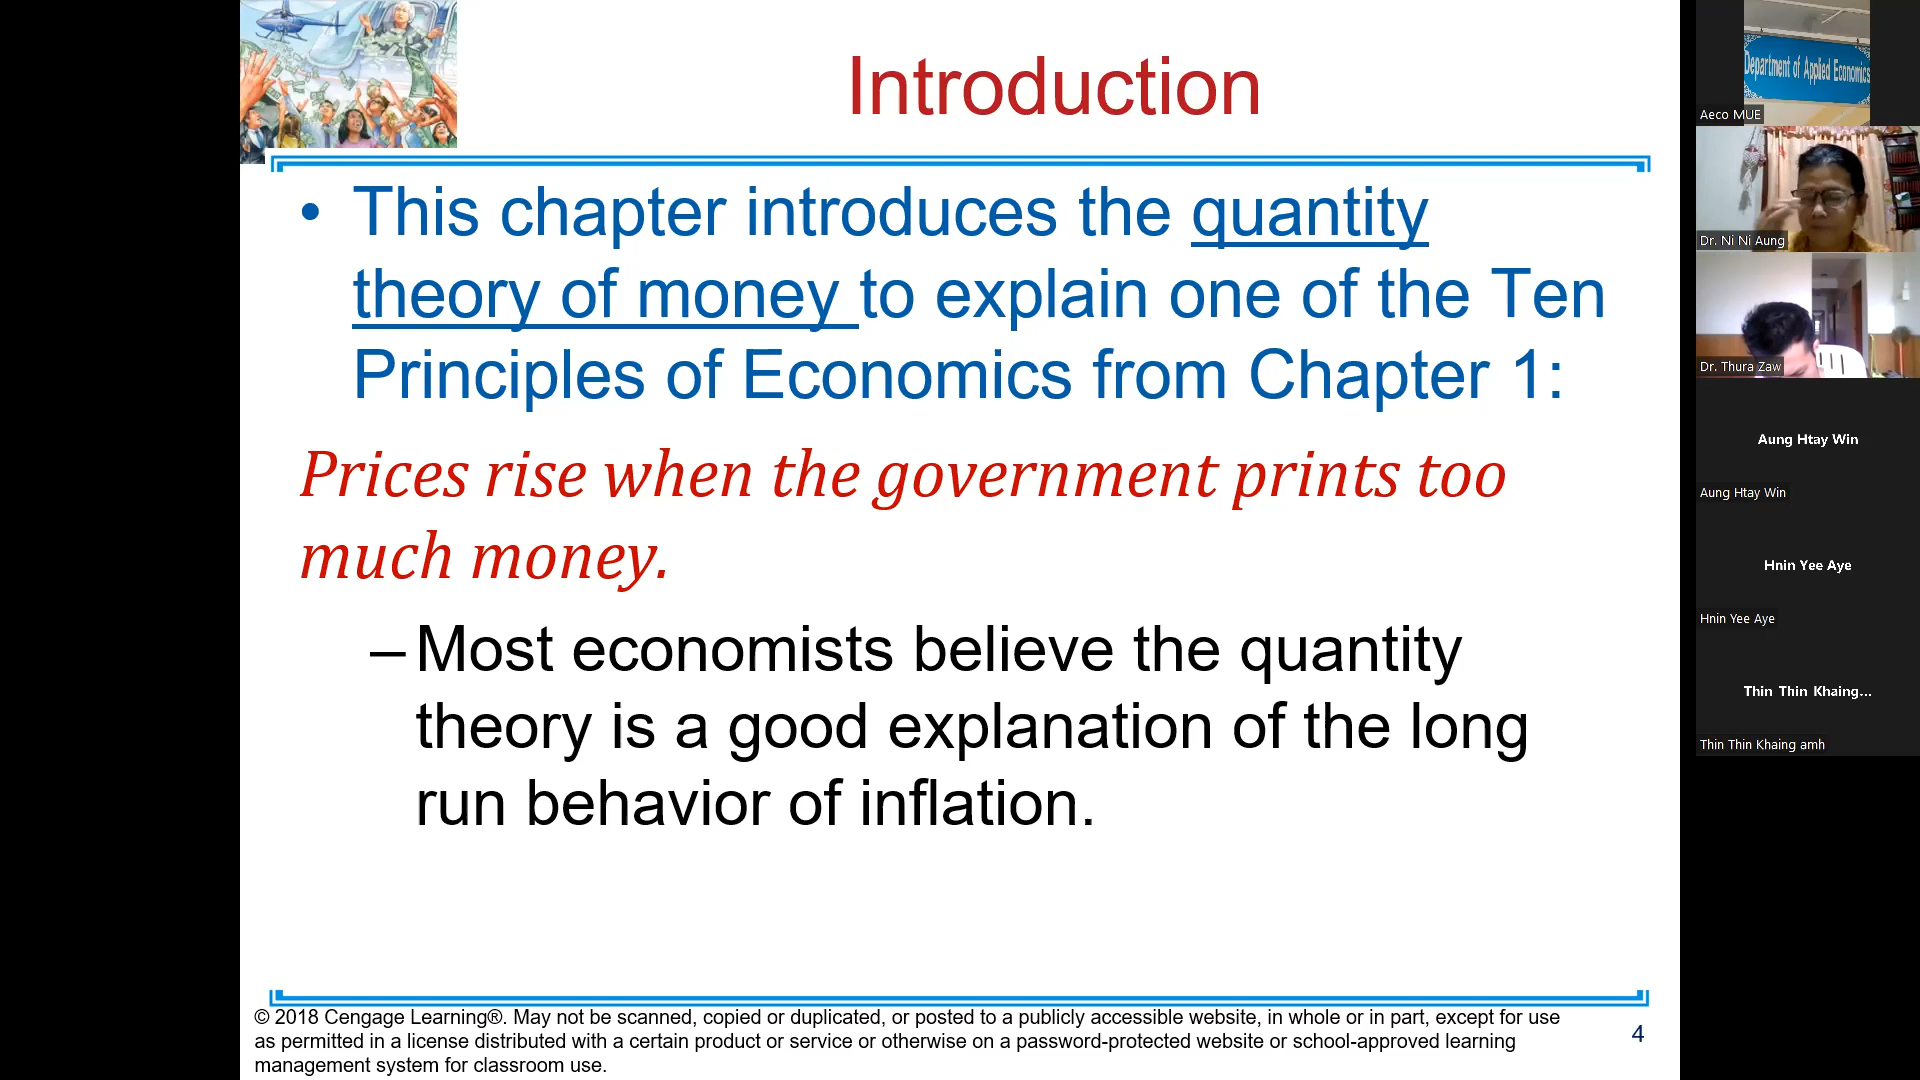 Introduction
• This chapter introduces the quantity
theory of money to explain one of the Ten
Principles of Economics from Chapter 1:
Prices rise when the government prints too
much money.
– Most economists believe the quantity
theory is a good explanation of the long
run behavior of inflation.
© 2018 Cengage Learning®. May not be scanned, copied or duplicated, or posted to a publicly accessible website, in whole or in part, except for use
as permitted in a license distributed with a certain product or service or otherwise on a password-protected website or school-approved learning
management system for classroom use.
4
Department of Applied Economics
Aeco MUE
Dr. Ni Ni Aung
Dr. Thura Zaw
Aung Htay Win
Aung Htay Win
Hnin Yee Aye
Hnin Yee Aye
Thin Thin Khaing...
Thin Thin Khaing amh